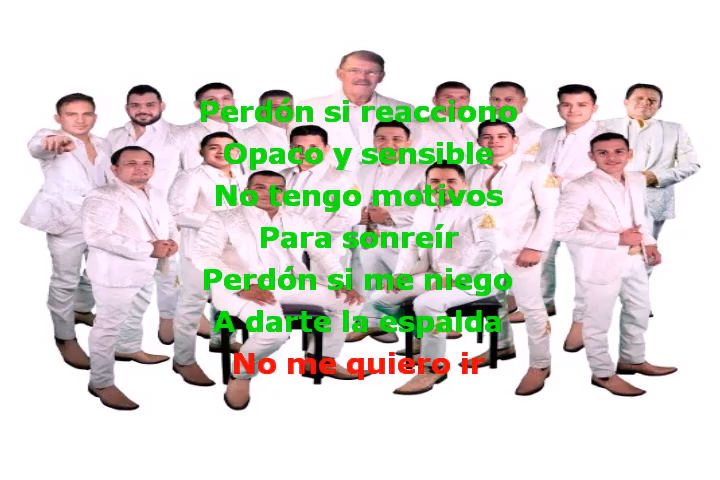 Perdón si reacciono
Opaco y sensible
No tengo motivos
Para sonreír
Perdón si me niego
A darte la espalda
No me quiero ir